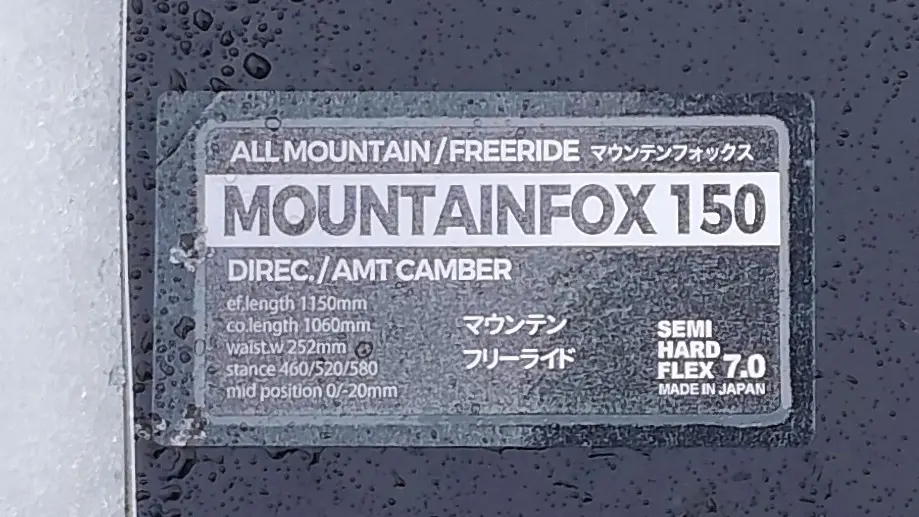 ALL MOUNTAIN/FREERIDE マウンテンフォックス
MOUNTAINFOX 150
DIREC./AMT CAMBER
ef.length 1150mm
co.length 1060mm
waist.w 252mm
stance 460/520/580
mid position 0/-20mm
マウンテン
フリーライド
SEMI
HARD
FLEX 7.0
MADE IN JAPAN